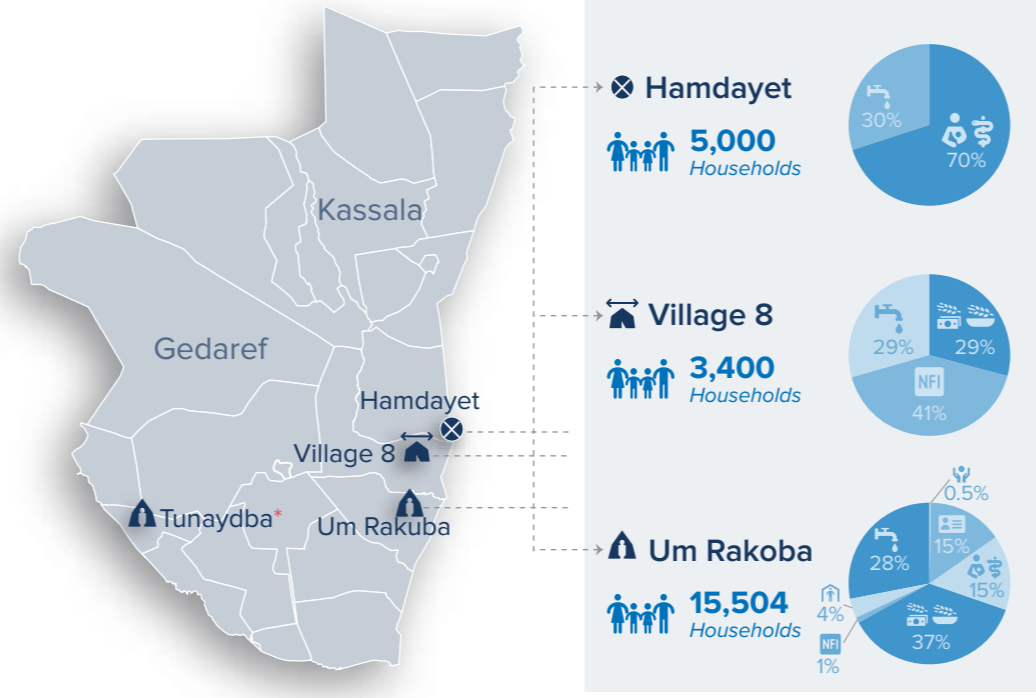 Kassala
Gedaref
Hamdayet
Village 8
Tunaydba*
Um Rakuba
Hamdayet
5,000
Households
30%
70%
Village 8
3,400
Households
29%
29%
NFI
41%
Um Rakoba
15,504
Households
0.5%
15%
28%
15%
4%
37%
NFI
1%